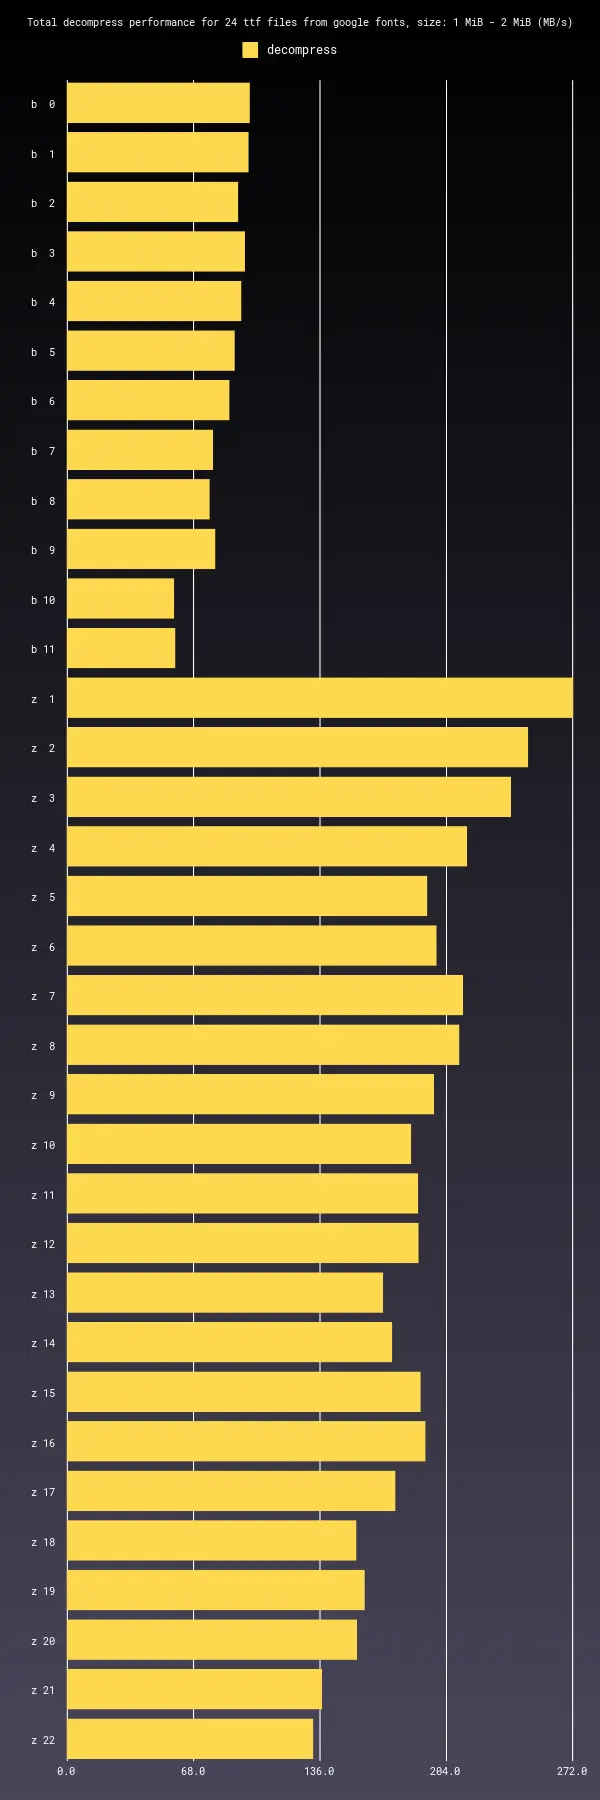 Total decompress performance for 24 ttf files from google fonts, size: 1 MiB - 2 MiB (MB/s)
decompress
b  0
b  1
b  2
b  3
b  4
b  5
b  6
b  7
b  8
b  9
b 10
b 11
z  1
z  2
z  3
z  4
z  5
z  6
z  7
z  8
z  9
z 10
z 11
z 12
z 13
z 14
z 15
z 16
z 17
z 18
z 19
z 20
z 21
z 22
0.0 68.0 136.0 204.0 272.0